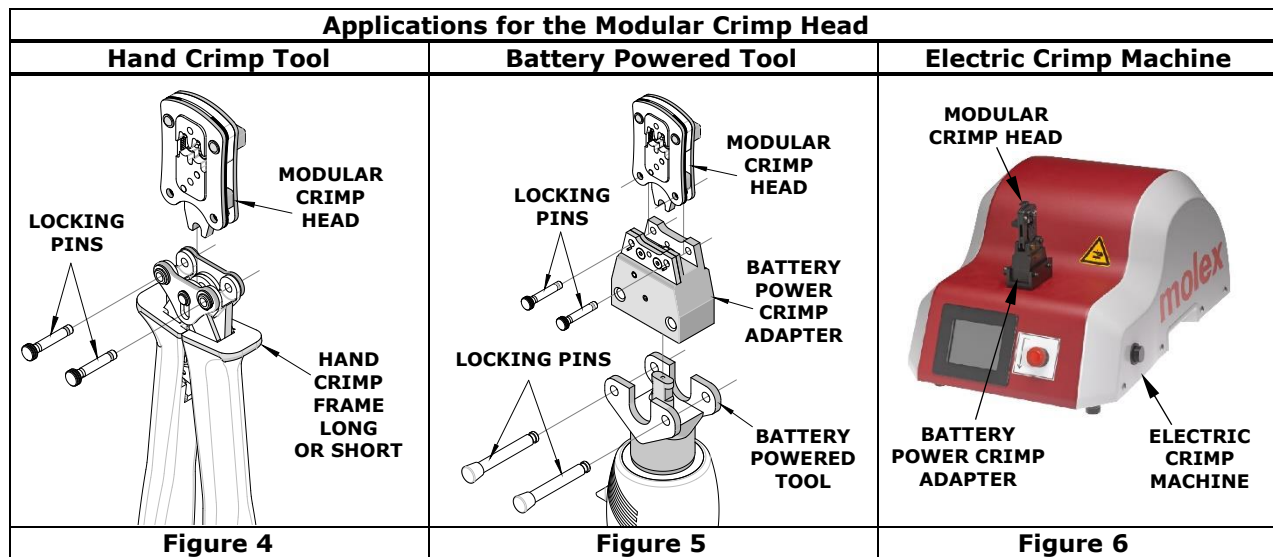 Applications for the Modular Crimp Head
Hand Crimp Tool
Battery Powered Tool
Electric Crimp Machine
MODULAR
CRIMP
HEAD
LOCKING
PINS
HAND
CRIMP
FRAME
LONG
OR SHORT
MODULAR
CRIMP
HEAD
LOCKING
PINS
BATTERY
POWER
CRIMP
ADAPTER
LOCKING PINS
BATTERY
POWERED
TOOL
MODULAR
CRIMP HEAD
molex
BATTERY
POWER CRIMP
ADAPTER
ELECTRIC
CRIMP
MACHINE
Figure 4
Figure 5
Figure 6